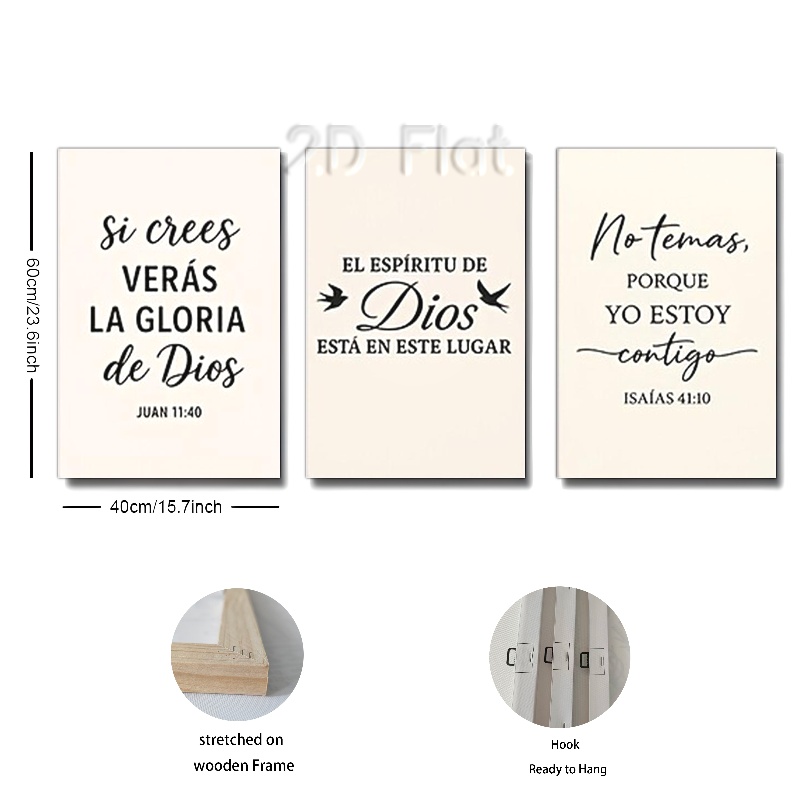 2D Flat
si crees
VERÁS
LA GLORIA
de Dios
JUAN 11:40
EL ESPÍRITU DE
Dios
ESTÁ EN ESTE LUGAR
No temas,
PORQUE
YO ESTOY
contigo
ISAÍAS 41:10
60cm/23.6inch
40cm/15.7inch
stretched on
wooden Frame
Hook
Ready to Hang